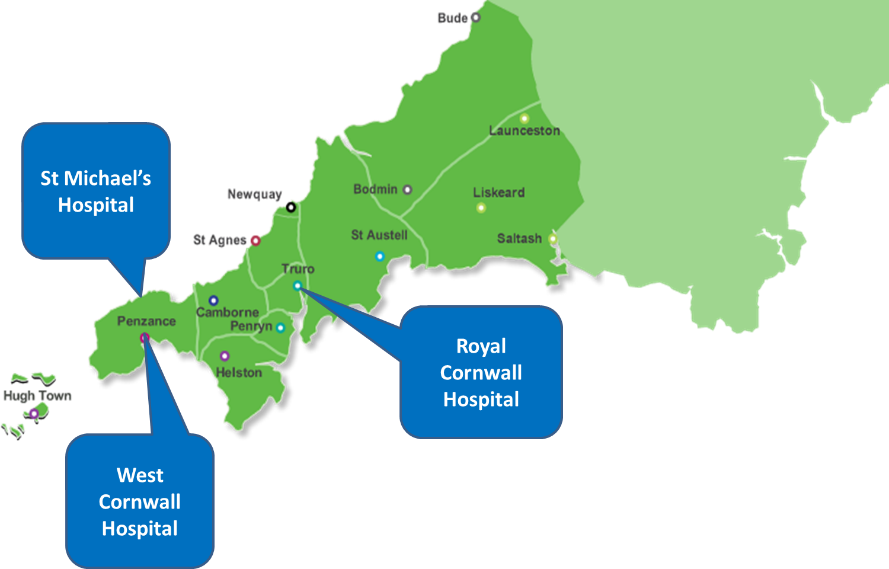 Bude
Launceston
St Michael's
Hospital
Bodmin
Liskeard
Newquay
St Austell
Saltash
St Agnes
Truro
Camborne
Penzance
Penryn
Royal
Cornwall
Hospital
Helston
Hugh Town
West
Cornwall
Hospital